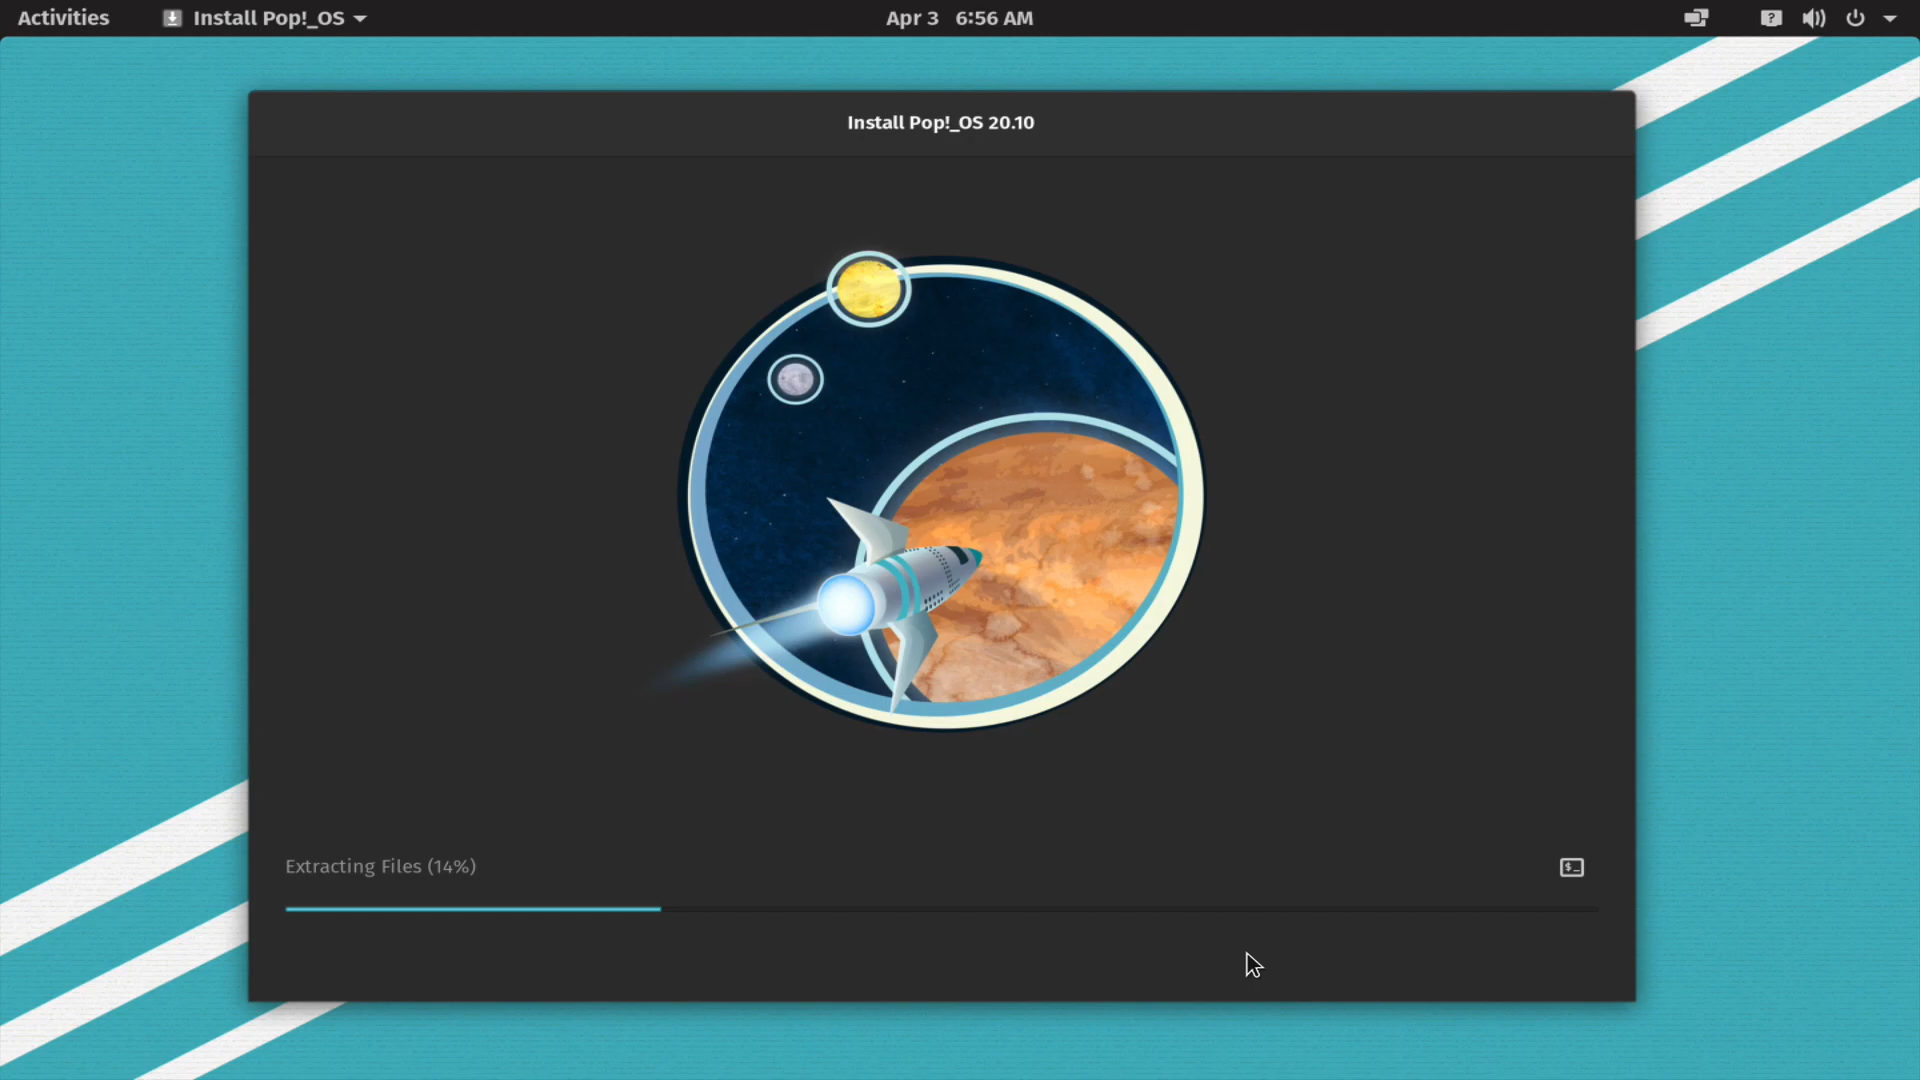 Activities
Install Pop!_OS
Apr 3 6:56 AM
Install Pop!_OS 20.10
Extracting Files (14%)